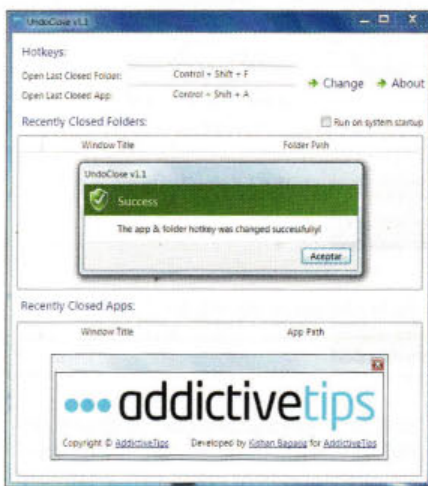 UndoClose v1.1
Hotkeys:
Open Last Closed Folder: Control + Shift + F
Open Last Closed App: Control + Shift + A
Change About
Recently Closed Folders: Run on system startup
Window Title Folder Path
UndoClose v1.1
Success
The app & folder hotkey was changed successfully!
Aceptar
Recently Closed Apps:
Window Title App Path
addictivetips
Copyright © AddictiveTips Developed by Kishan Bagaria for AddictiveTips